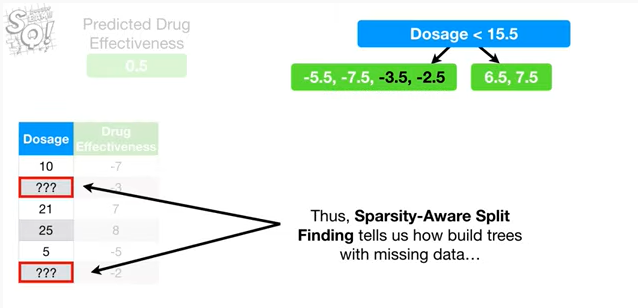 SQ!
Predicted Drug
Effectiveness
0.5
Dosage < 15.5
-5.5, -7.5, -3.5, -2.5
6.5, 7.5
Dosage Drug Effectiveness
10 -7
??? -3
21 7
25 8
5 -5
??? -2
Thus, Sparsity-Aware Split
Finding tells us how build trees
with missing data...